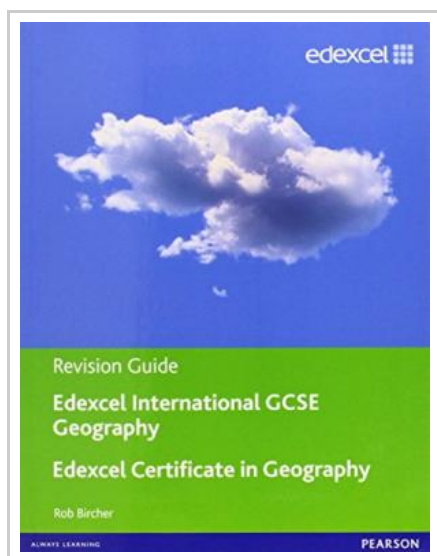 edexcel
Revision Guide
Edexcel International GCSE
Geography
Edexcel Certificate in Geography
Rob Bircher
ALWAYS LEARNING
PEARSON